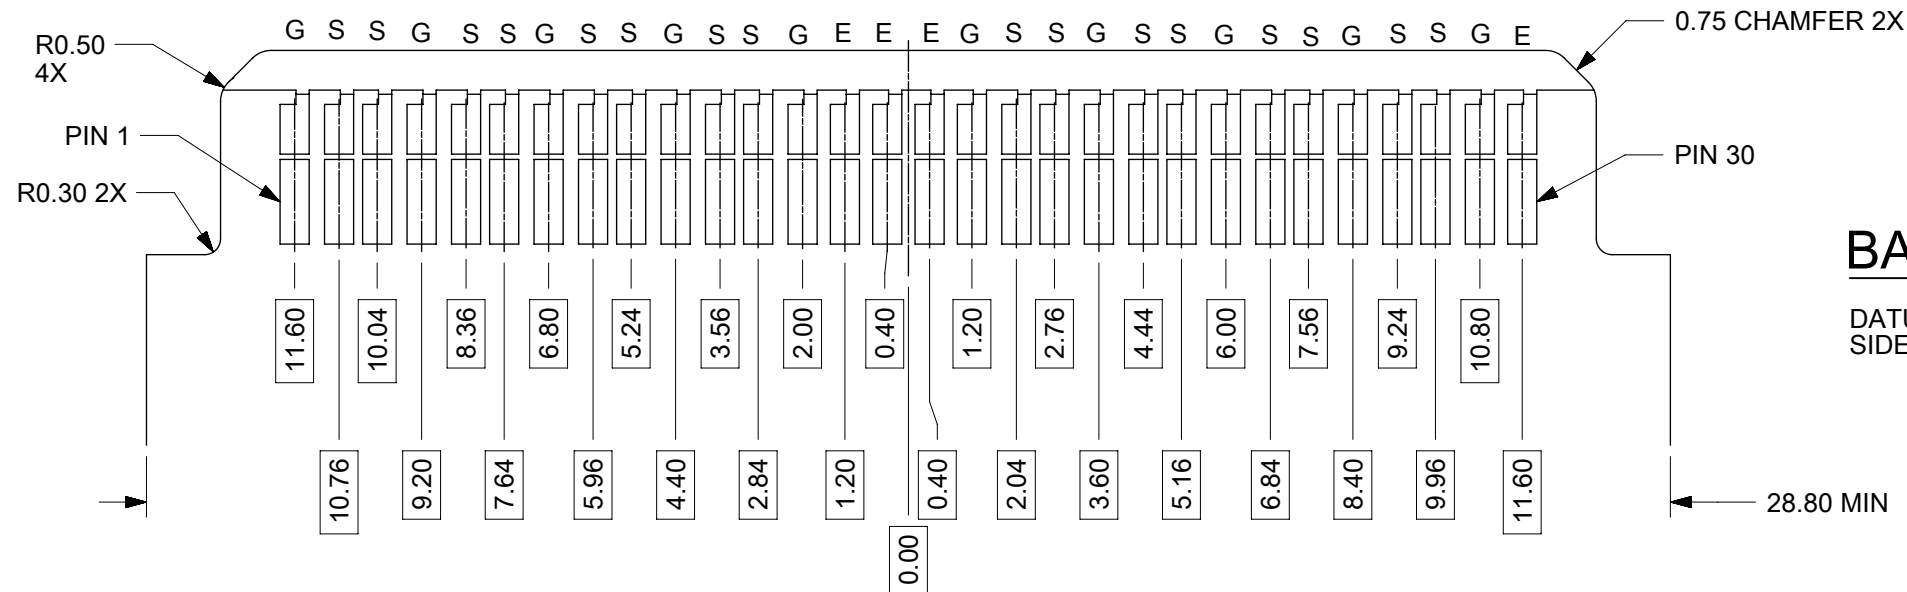 G S S G S S G S S G S S G E E E G S S G S S G S S G S S G E
0.75 CHAMFER 2X
R0.50
4X
PIN 1
PIN 30
R0.30 2X
BA
DATU
SIDE
11.60 10.04 8.36 6.80 5.24 3.56 2.00 0.40 1.20 2.76 4.44 6.00 7.56 9.24 10.80
10.76 9.20 7.64 5.96 4.40 2.84 1.20 0.40 2.04 3.60 5.16 6.84 8.40 9.96 11.60
28.80 MIN
0.00